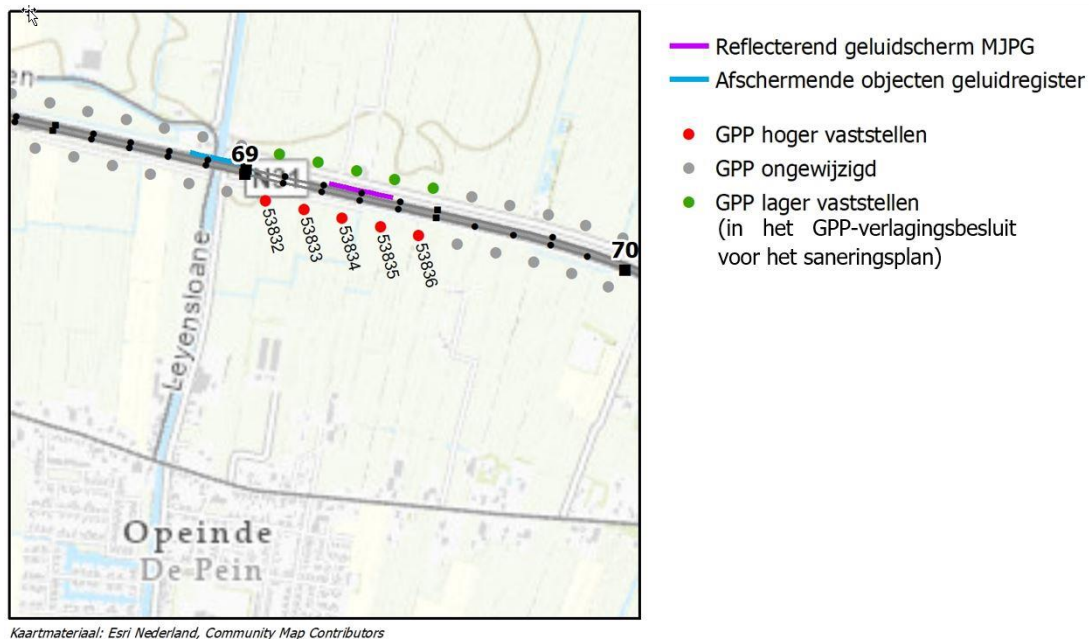 en
69
N31
53832
53833
53834
53835
53836
70
Leyensloane
Opeinde
De Pein
Kaartmateriaal: Esri Nederland, Community Map Contributors
Reflecterend geluidscherm MJPG
Afschermende objecten geluidregister
GPP hoger vaststellen
GPP ongewijzigd
GPP lager vaststellen
(in het GPP-verlagingsbesluit
voor het saneringsplan)